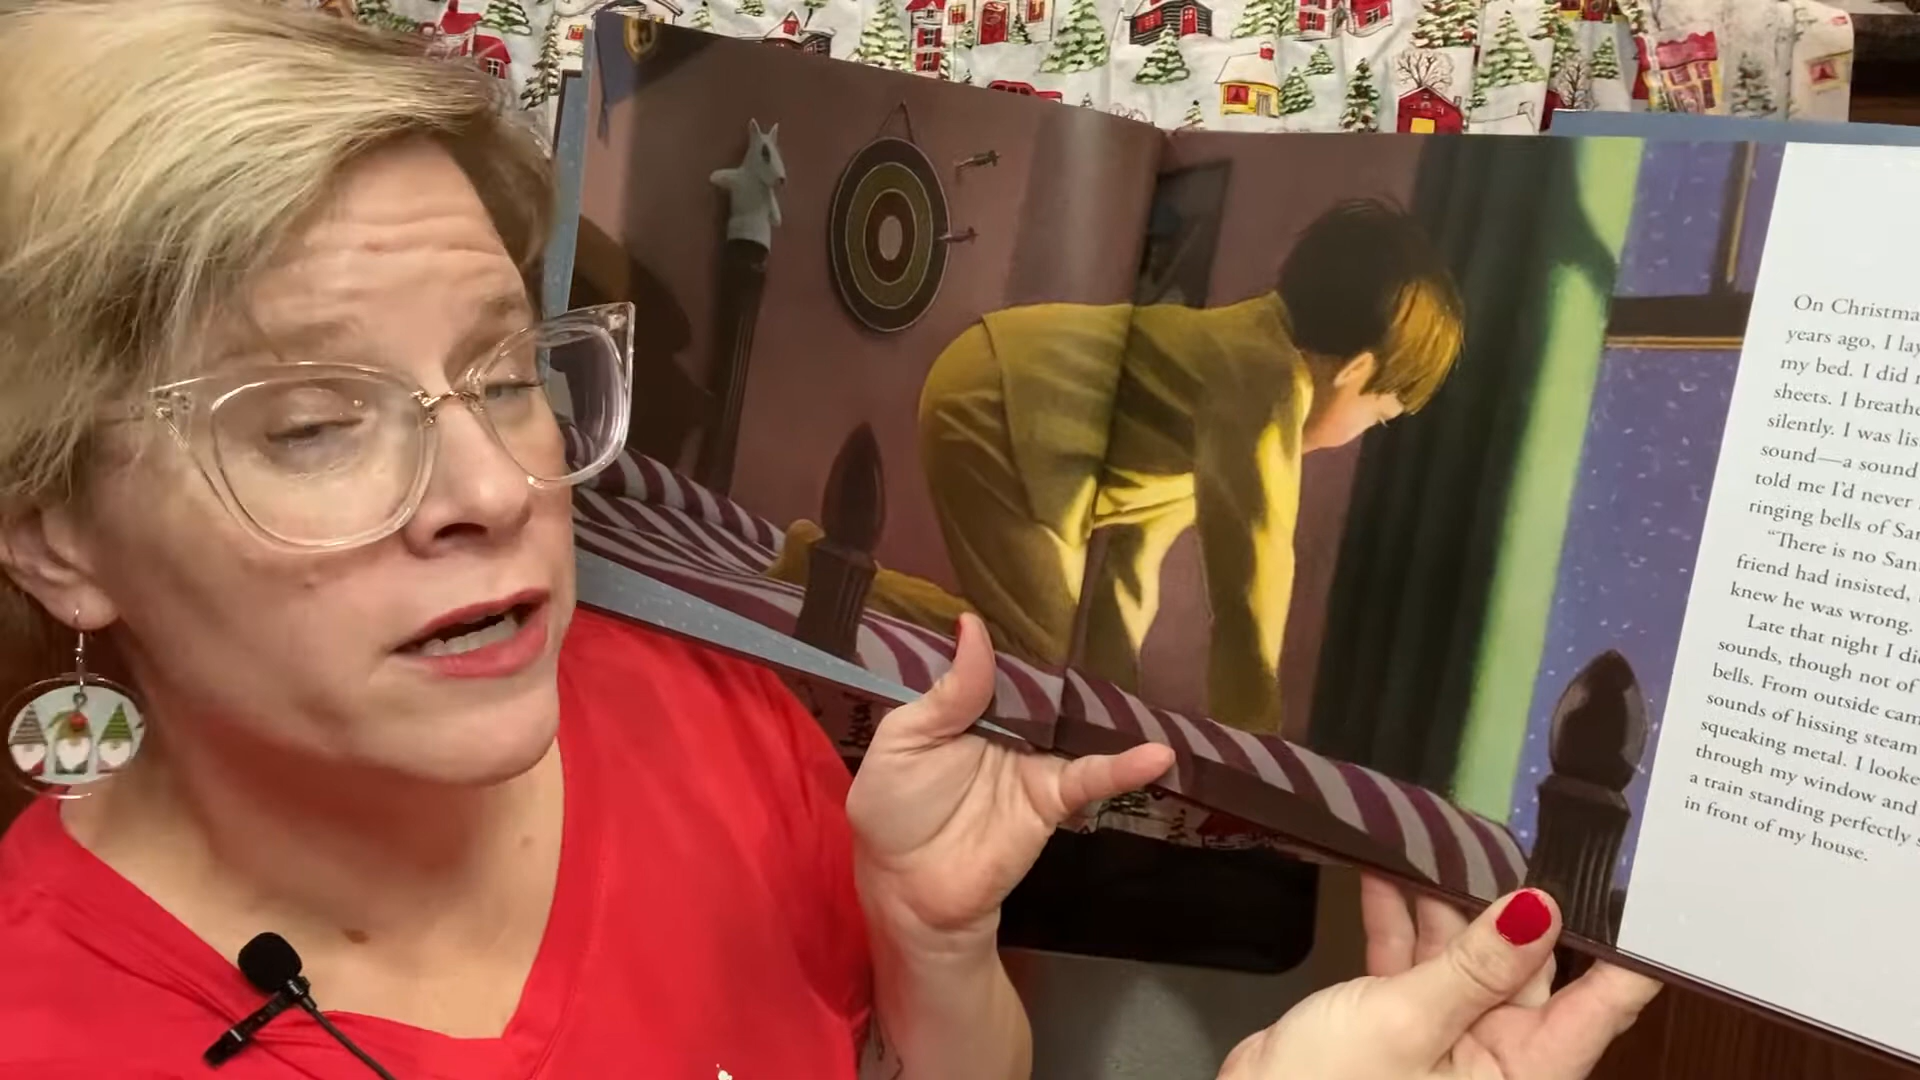 On Christma
years ago, I lay
my bed. I did
sheets. I breathe
silently. I was lis
sound—a sound
told me I'd never
ringing bells of San
"There is no San
friend had insisted,
knew he was wrong.
Late that night I did
sounds, though not of
bells. From outside cam
sounds of hissing steam
squeaking metal. I looke
through my window and
a train standing perfectly
in front of my house.